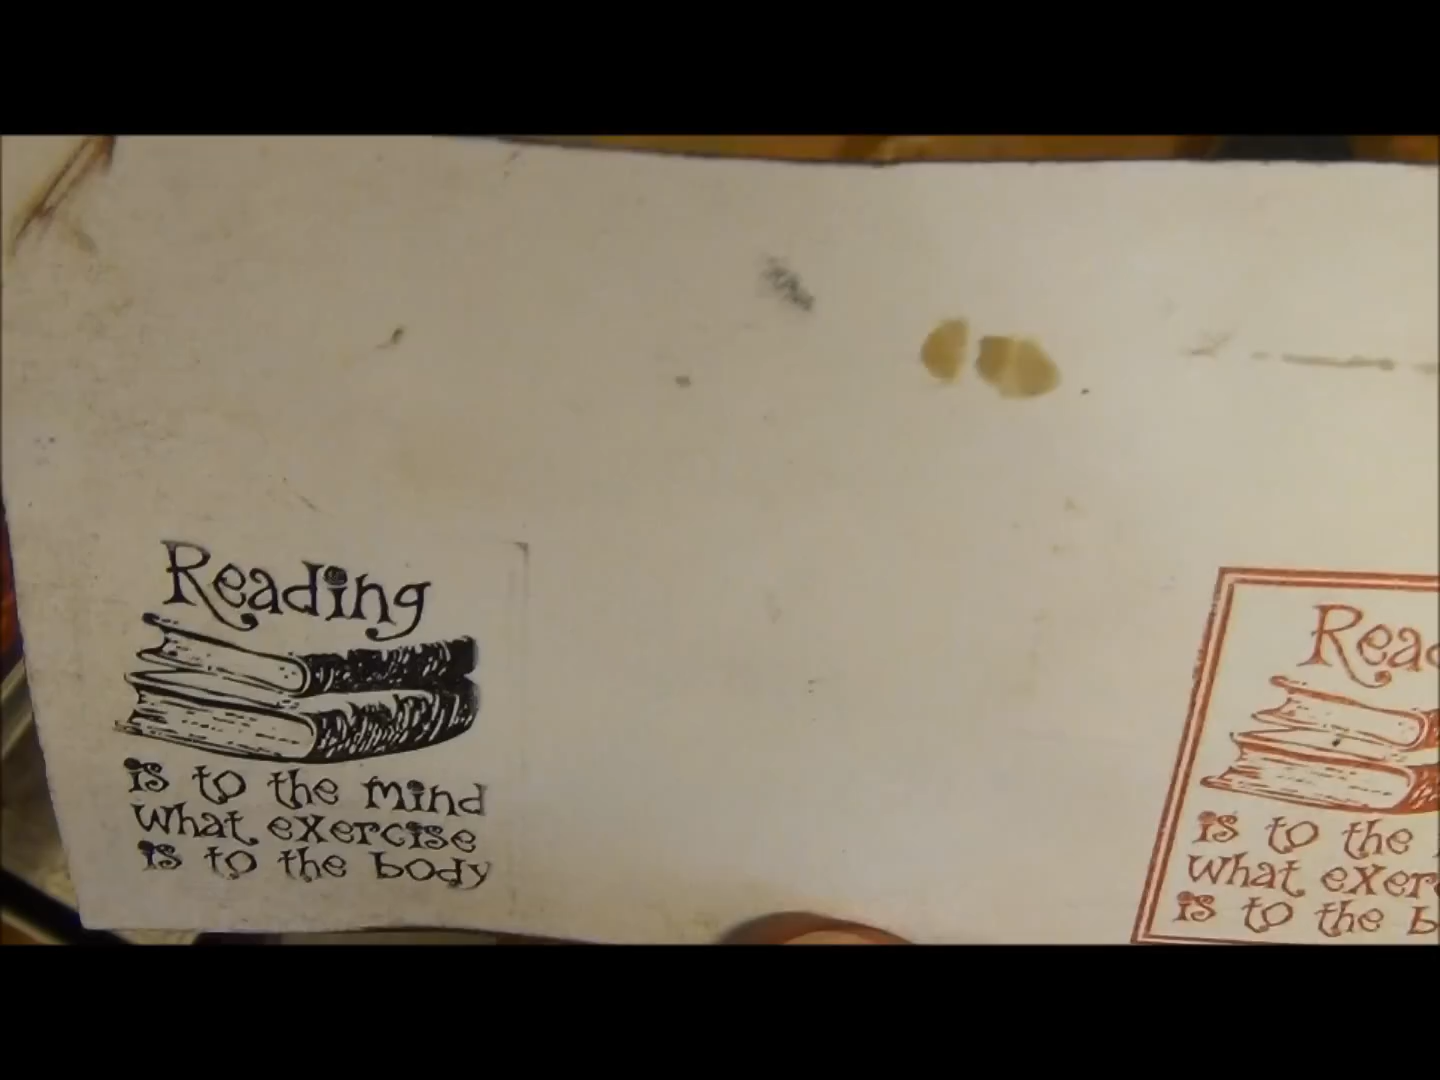 Reading
is to the mind
what exercise
is to the body
Rea
is to the
what exer
is to the b